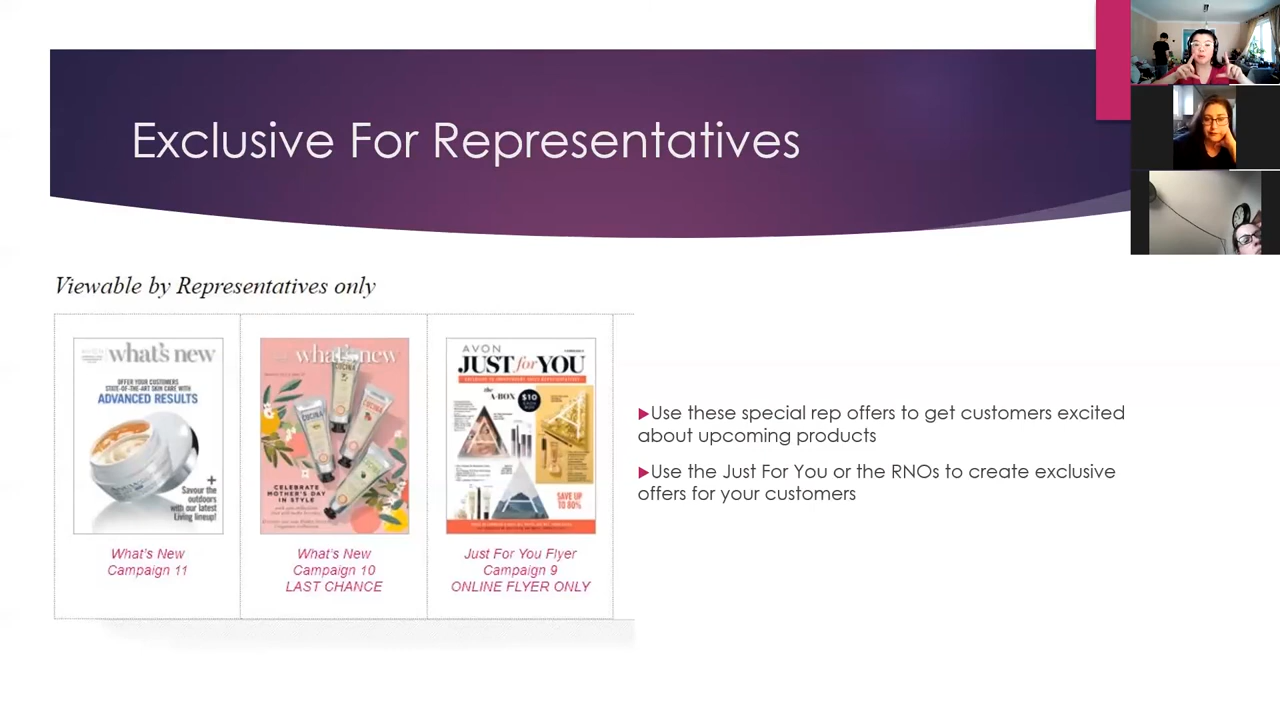 Exclusive For Representatives
Viewable by Representatives only
what's new
OFFER YOUR CUSTOMERS
STATE-OF-THE-ART SKIN CARE WITH
ADVANCED RESULTS
+
Savour the
outdoors
with our latest
Living lineup!
What's New
Campaign 11
what's new
CUCINA
CUCINA
CUCINA
CELEBRATE
MOTHER'S DAY
IN STYLE
What's New
Campaign 10
LAST CHANCE
AVON
JUST for YOU
the
A-BOX
$10
SAVE UP
TO 80%
Just For You Flyer
Campaign 9
ONLINE FLYER ONLY
Use these special rep offers to get customers excited
about upcoming products
Use the Just For You or the RNOs to create exclusive
offers for your customers